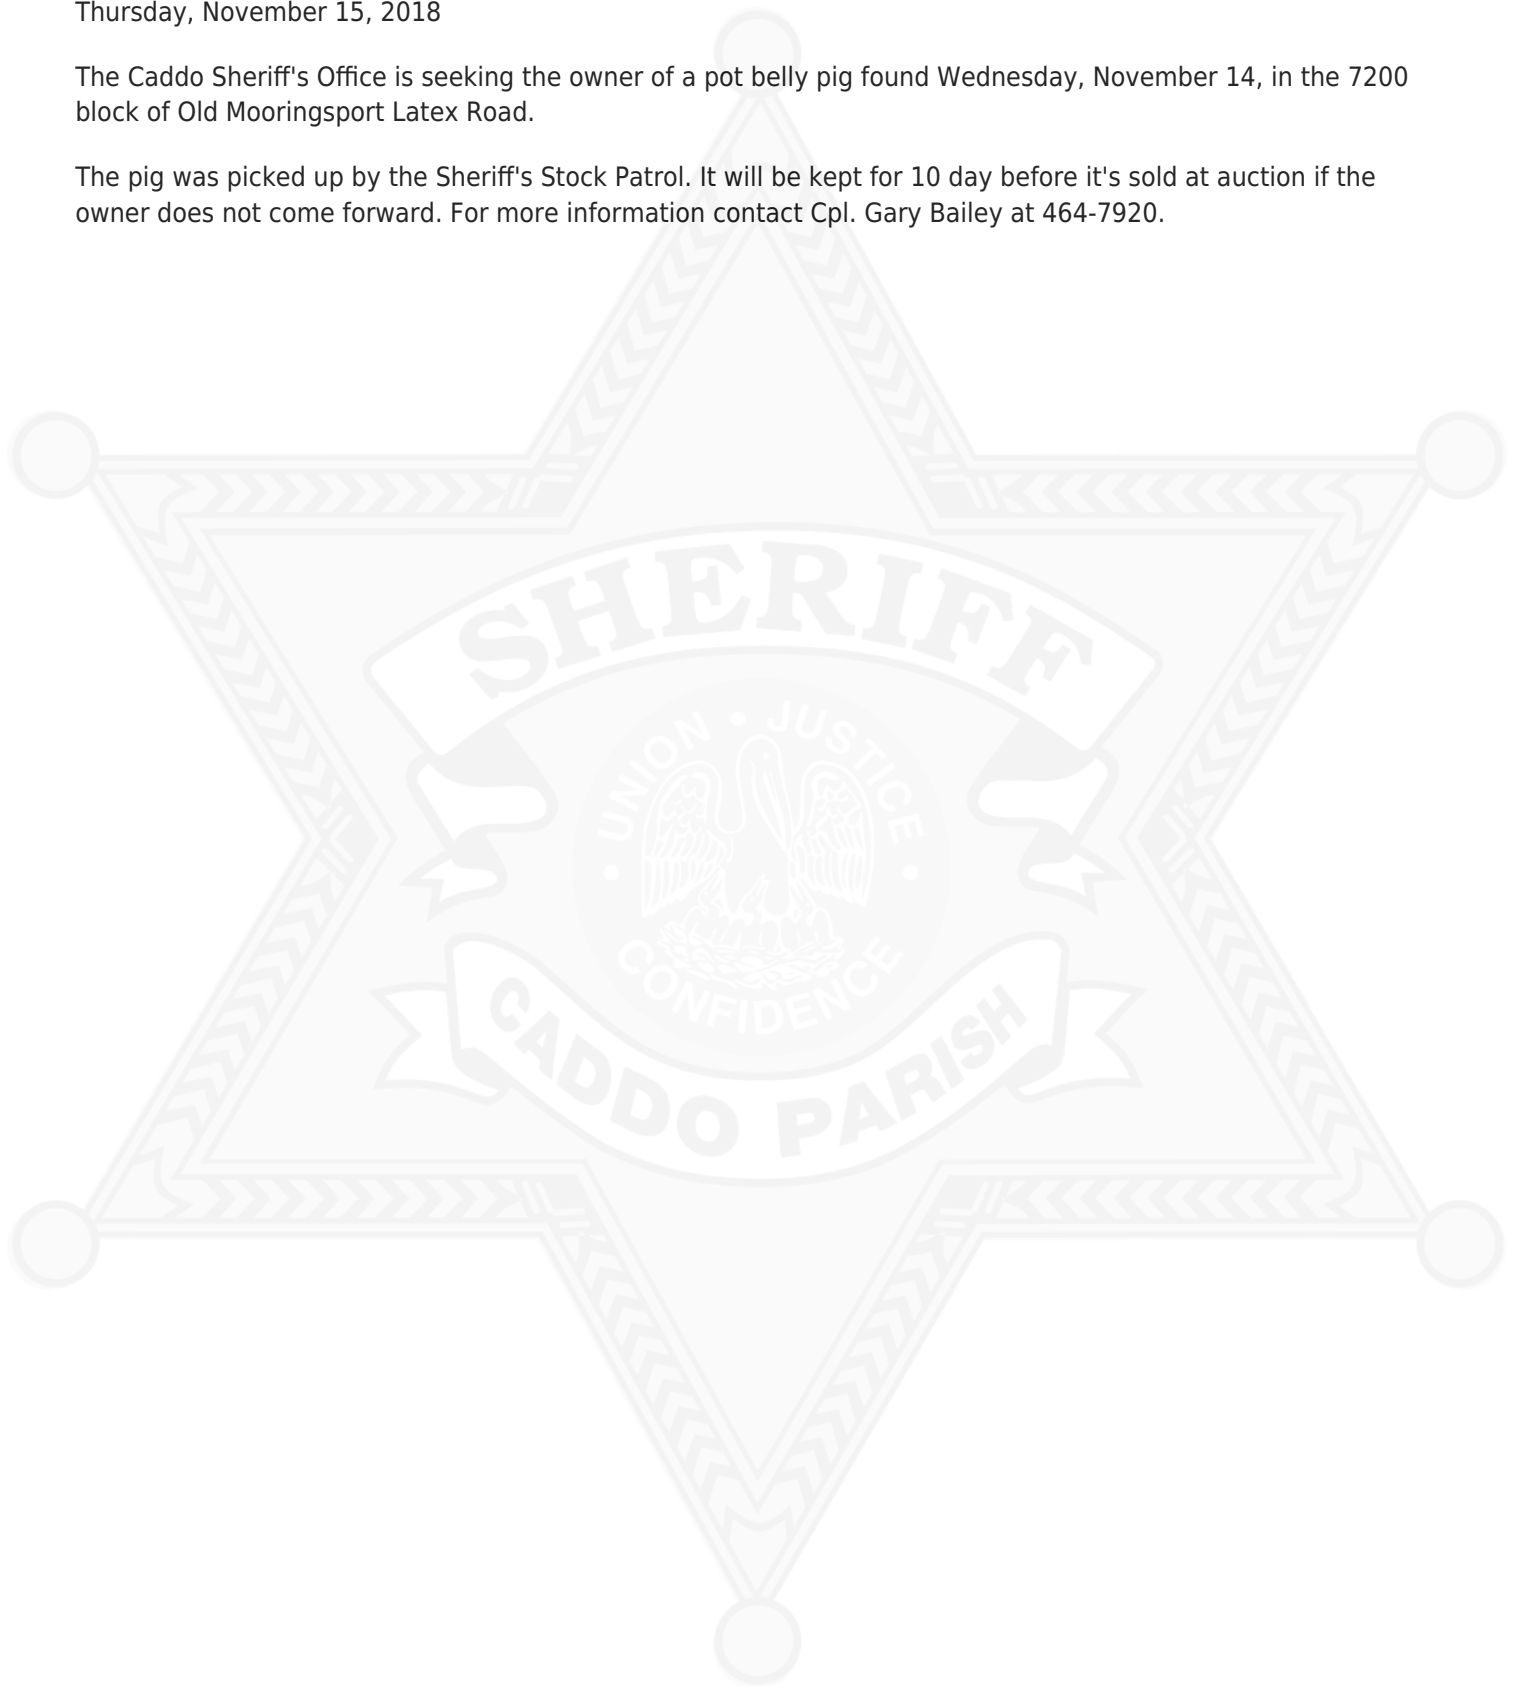 Thursday, November 15, 2018
The Caddo Sheriff's Office is seeking the owner of a pot belly pig found Wednesday, November 14, in the 7200
block of Old Mooringsport Latex Road.
The pig was picked up by the Sheriff's Stock Patrol. It will be kept for 10 day before it's sold at auction if the
owner does not come forward. For more information contact Cpl. Gary Bailey at 464-7920.
SHERIFF
UNION • JUSTICE
• CONFIDENCE •
CADDO PARISH